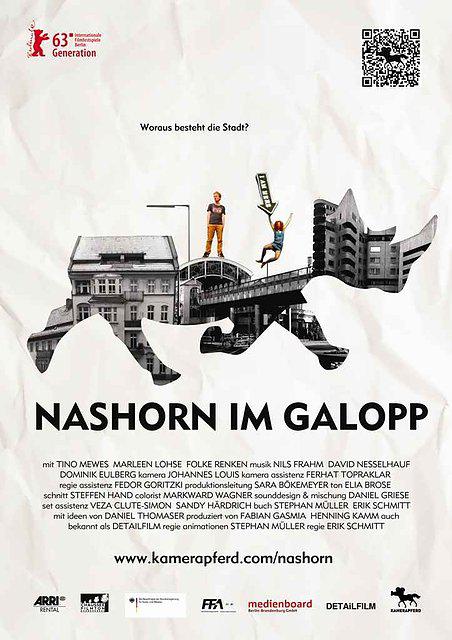 Berlinale
63 Internationale
Filmfestspiele
Berlin
Generation
Woraus besteht die Stadt?
NASHORN IM GALOPP
mit TINO MEWES MARLEEN LOHSE FOLKE RENKEN musik NILS FRAHM DAVID NESSELHAUF
DOMINIK EULBERG kamera JOHANNES LOUIS kamera assistenz FERHAT TOPRAKLAR
regie assistenz FEDOR GORITZKI produktionsleitung SARA BÖKEMEYER ton ELIA BROSE
schnitt STEFFEN HAND colorist MARKWARD WAGNER sounddesign & mischung DANIEL GRIESE
set assistenz VEZA CLUTE-SIMON SANDY HÄRDRICH buch STEPHAN MÜLLER ERIK SCHMITT
mit ideen von DANIEL THOMASER produziert von FABIAN GASMIA HENNING KAMM auch
bekannt als DETAILFILM regie animationen STEPHAN MÜLLER regie ERIK SCHMITT
www.kamerapferd.com/nashorn
ARRI
RENTAL
FFA
medienboard
Berlin-Brandenburg GmbH
DETAiLFILM
KAMERAPFERD